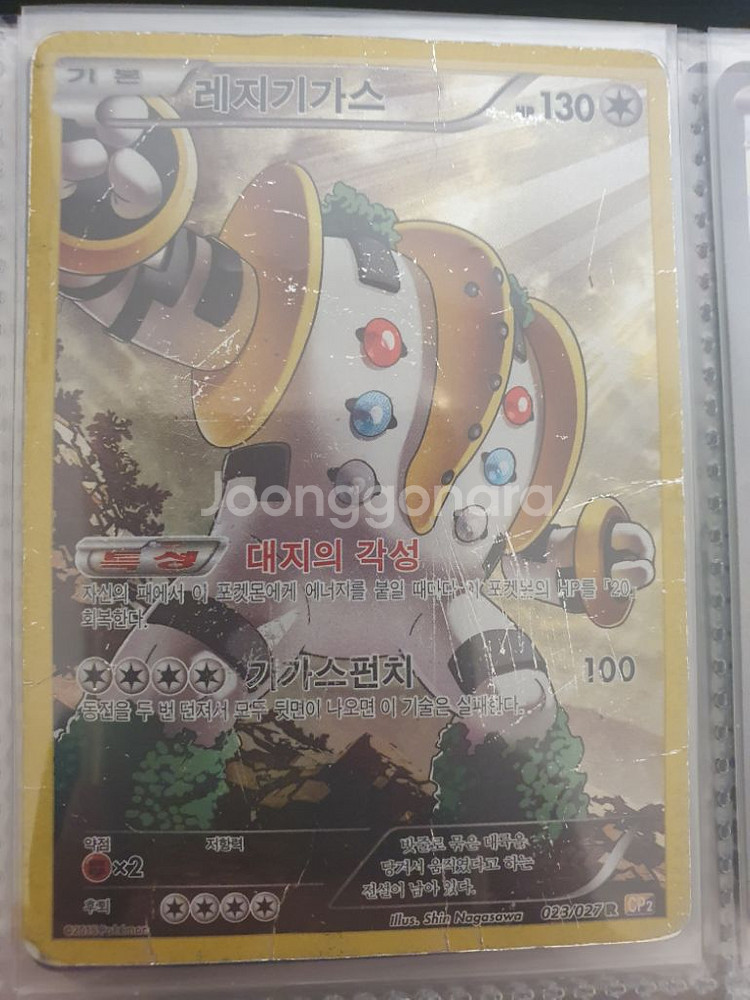 기본
레지기가스
HP130
Joonggonara
특성
대지의 각성
자신의 패에서 이 포켓몬에게 에너지를 붙일 때마다 이 포켓몬의 HP를 「20」
회복한다.
기가스펀치
100
동전을 두 번 던져서 모두 뒷면이 나오면 이 기술은 실패한다.
약점
저항력
×2
밧줄로 묶은 대륙을
당겨서 움직였다고 하는
전설이 남아 있다.
후퇴
Illus. Shin Nagasawa
023/027 R CP2
©2015 Pokémon